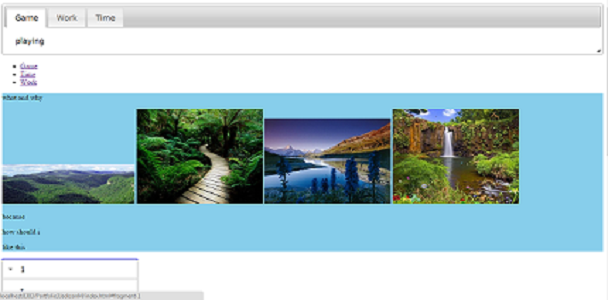 Game Work Time
playing
Game
Time
Work
what and why
because
how should i
like this
1